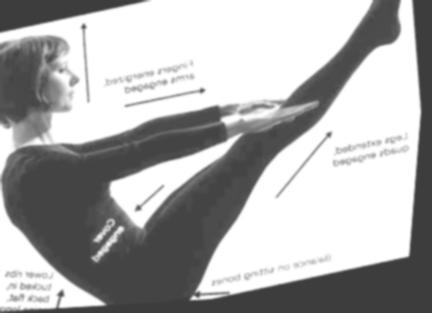 Fingers energized,
arms engaged
Legs extended,
quads engaged
Core
engaged
Balance on sitting bones
Lower ribs
tucked in,
back flat,